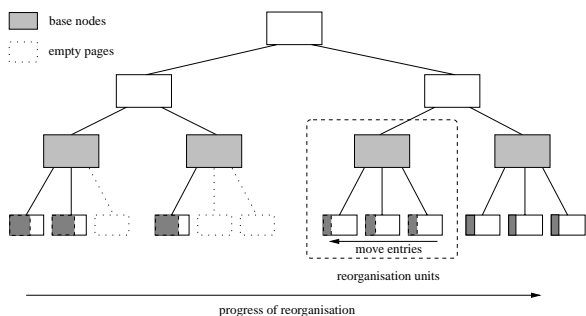 base nodes
empty pages
move entries
reorganisation units
progress of reorganisation